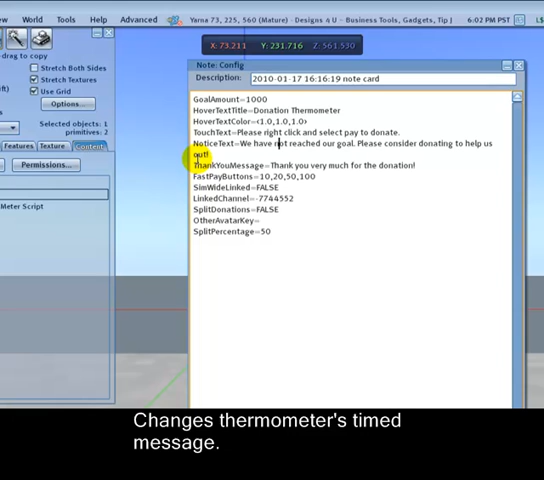 World Tools Help Advanced Yarna 73, 225, 560 (Mature) - Designs 4 U - Business Tools, Gadgets, Tip J 6:02 PM PST L$
X: 73.211 Y: 231.716 Z: 561.530
-drag to copy
Stretch Both Sides
Stretch Textures
Use Grid
Options...
Selected objects: 1
primitives: 2
Features Texture Content
Permissions...
Meter Script
Note: Config
Description: 2010-01-17 16:16:19 note card
GoalAmount=1000
HoverTextTitle=Donation Thermometer
HoverTextColor=<1.0,1.0,1.0>
TouchText=Please right click and select pay to donate.
NoticeText=We have not reached our goal. Please consider donating to help us
out!
ThankYouMessage=Thank you very much for the donation!
FastPayButtons=10,20,50,100
SimWideLinked=FALSE
LinkedChannel=-7744552
SplitDonations=FALSE
OtherAvatarKey=
SplitPercentage=50
Changes thermometer's timed
message.